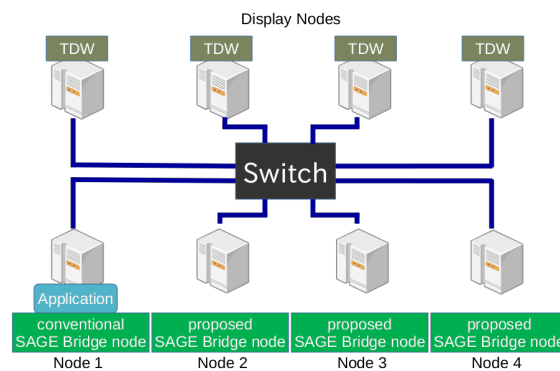 Display Nodes
TDW TDW TDW TDW
Switch
Application
conventional proposed proposed proposed
SAGE Bridge node SAGE Bridge node SAGE Bridge node SAGE Bridge node
Node 1 Node 2 Node 3 Node 4